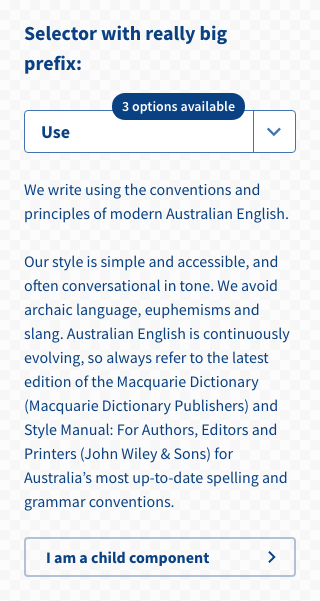 Selector with really big
prefix:
3 options available
Use
We write using the conventions and
principles of modern Australian English.
Our style is simple and accessible, and
often conversational in tone. We avoid
archaic language, euphemisms and
slang. Australian English is continuously
evolving, so always refer to the latest
edition of the Macquarie Dictionary
(Macquarie Dictionary Publishers) and
Style Manual: For Authors, Editors and
Printers (John Wiley & Sons) for
Australia’s most up-to-date spelling and
grammar conventions.
I am a child component